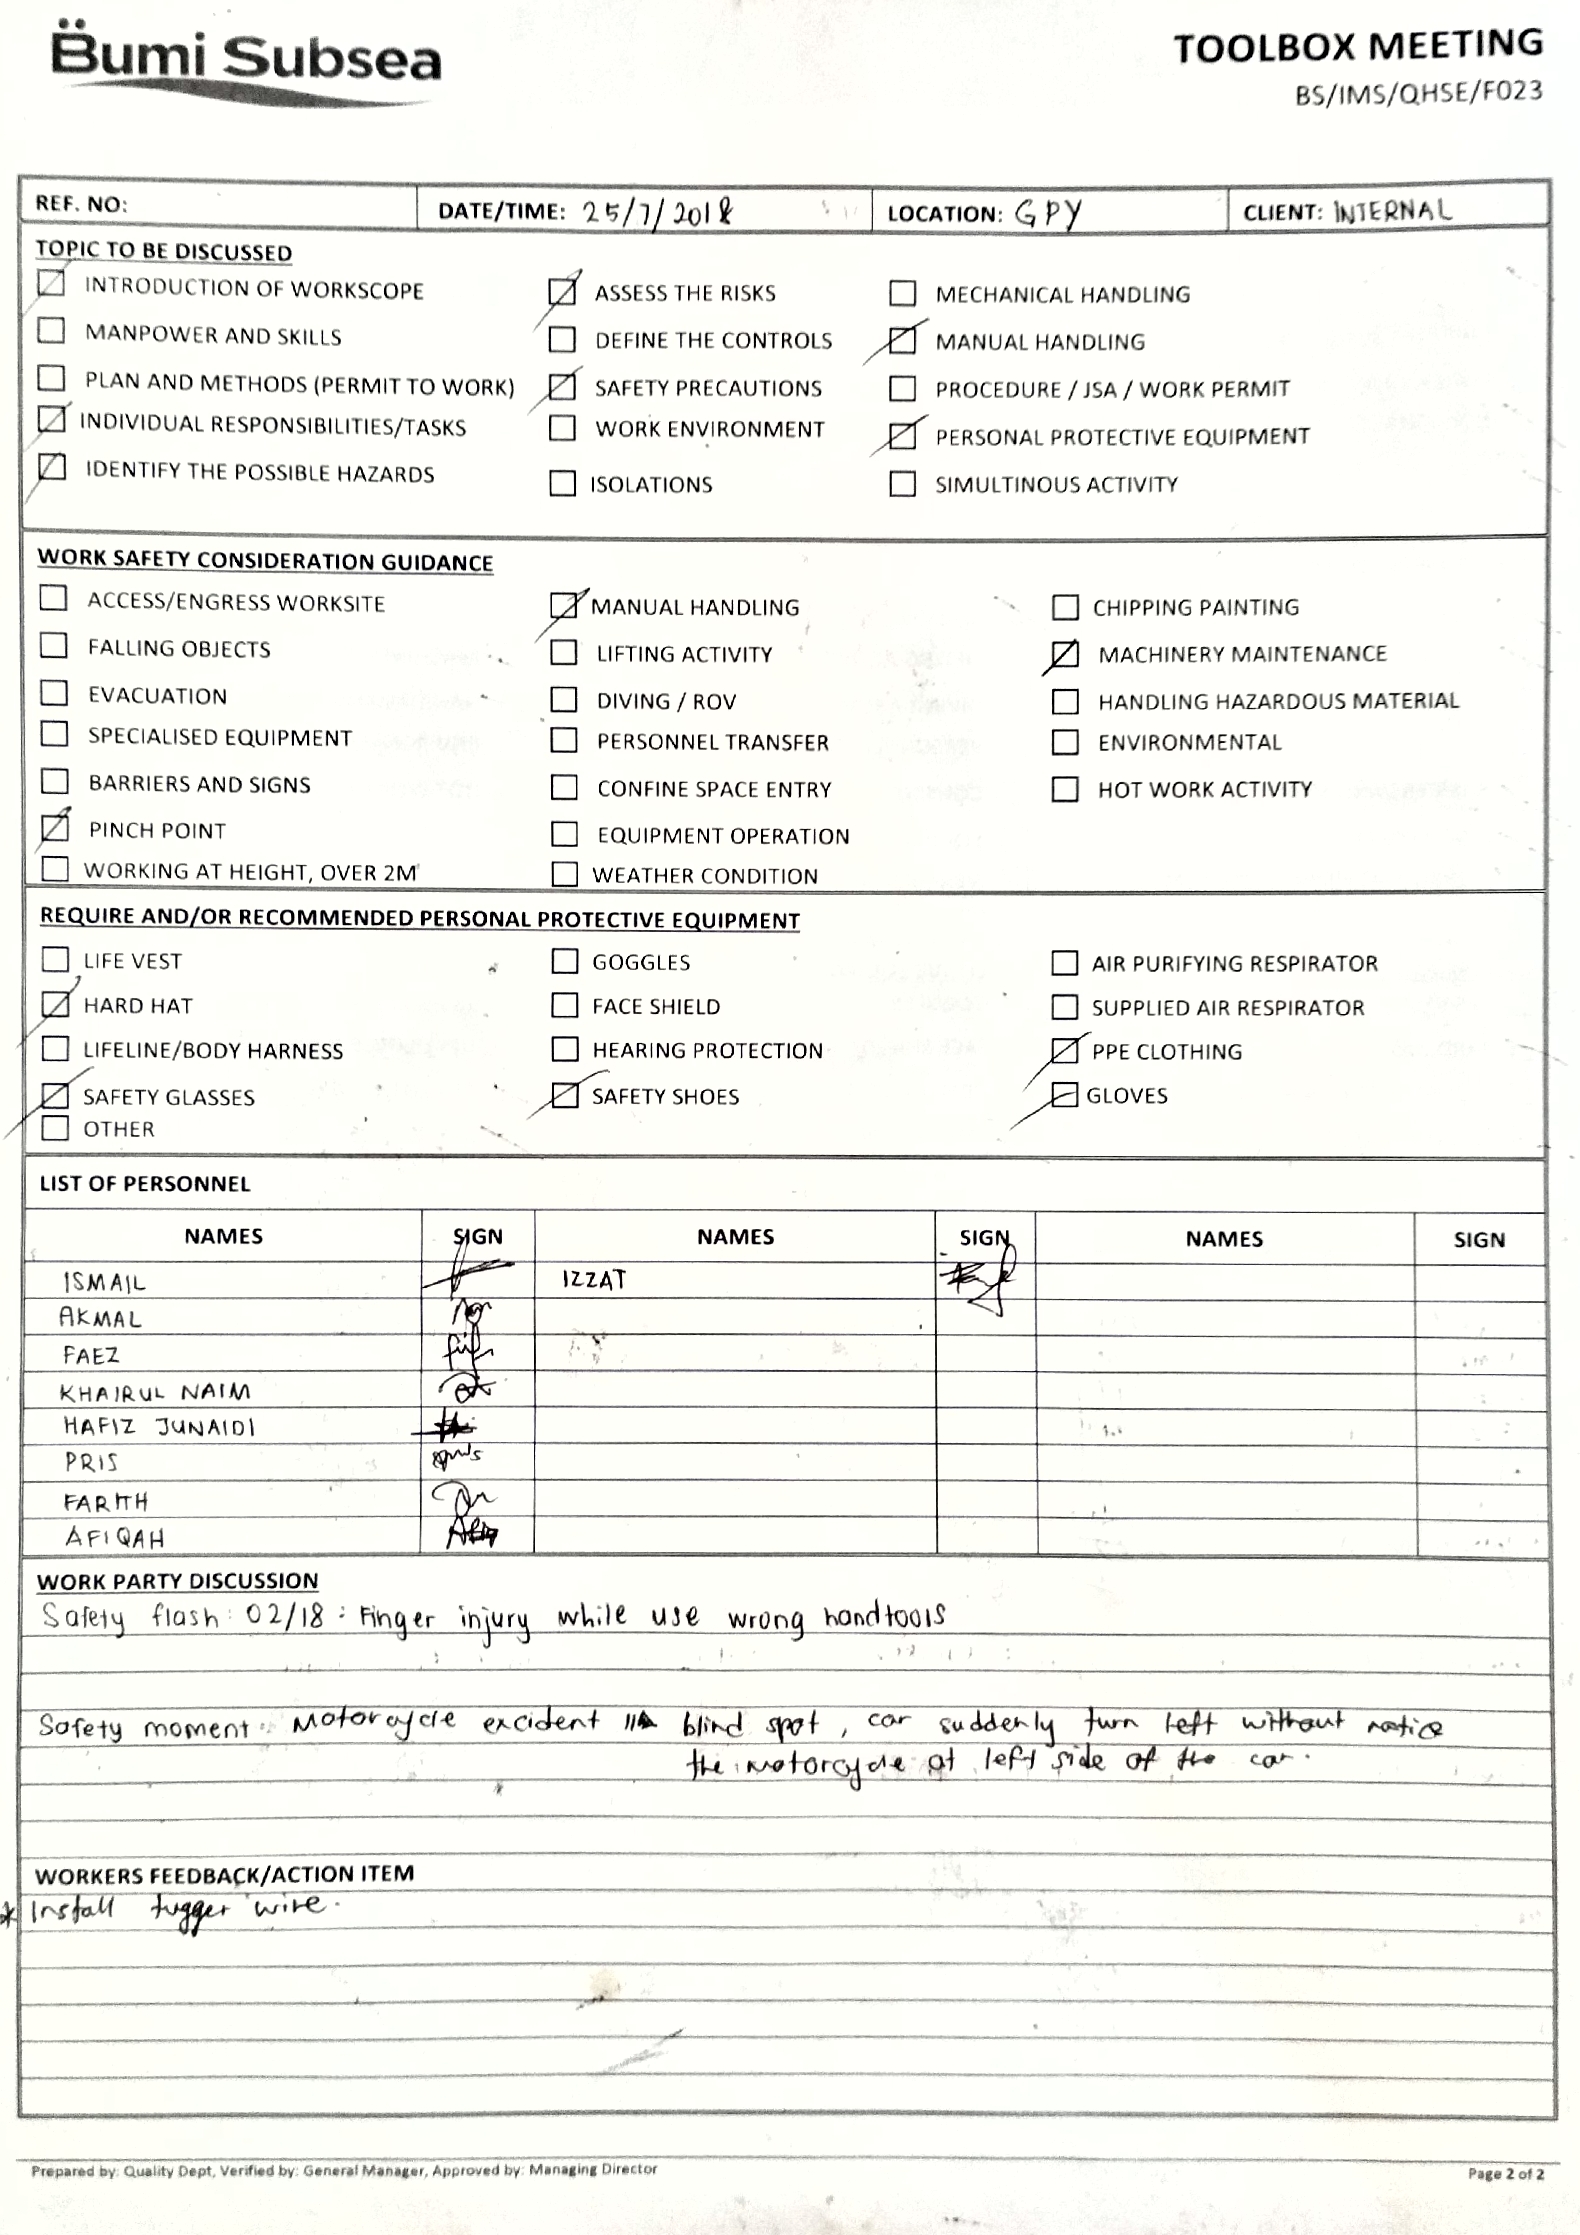 Bumi Subsea
TOOLBOX MEETING
BS/IMS/QHSE/F023
REF. NO: DATE/TIME: 25/7/2018 LOCATION: GPY CLIENT: INTERNAL
TOPIC TO BE DISCUSSED
INTRODUCTION OF WORKSCOPE ASSESS THE RISKS MECHANICAL HANDLING
MANPOWER AND SKILLS DEFINE THE CONTROLS MANUAL HANDLING
PLAN AND METHODS (PERMIT TO WORK) SAFETY PRECAUTIONS PROCEDURE / JSA / WORK PERMIT
INDIVIDUAL RESPONSIBILITIES/TASKS WORK ENVIRONMENT PERSONAL PROTECTIVE EQUIPMENT
IDENTIFY THE POSSIBLE HAZARDS ISOLATIONS SIMULTINOUS ACTIVITY
WORK SAFETY CONSIDERATION GUIDANCE
ACCESS/ENGRESS WORKSITE MANUAL HANDLING CHIPPING PAINTING
FALLING OBJECTS LIFTING ACTIVITY MACHINERY MAINTENANCE
EVACUATION DIVING / ROV HANDLING HAZARDOUS MATERIAL
SPECIALISED EQUIPMENT PERSONNEL TRANSFER ENVIRONMENTAL
BARRIERS AND SIGNS CONFINE SPACE ENTRY HOT WORK ACTIVITY
PINCH POINT EQUIPMENT OPERATION
WORKING AT HEIGHT, OVER 2M WEATHER CONDITION
REQUIRE AND/OR RECOMMENDED PERSONAL PROTECTIVE EQUIPMENT
LIFE VEST GOGGLES AIR PURIFYING RESPIRATOR
HARD HAT FACE SHIELD SUPPLIED AIR RESPIRATOR
LIFELINE/BODY HARNESS HEARING PROTECTION PPE CLOTHING
SAFETY GLASSES SAFETY SHOES GLOVES
OTHER
LIST OF PERSONNEL
NAMES SIGN NAMES SIGN NAMES SIGN
ISMAIL IZZAT
AKMAL
FAEZ
KHAIRUL NAIM
HAFIZ JUNAIDI
PRIS
FARITH
AFIQAH
WORK PARTY DISCUSSION
Safety flash: 02/18: Finger injury while use wrong handtools
Safety moment: Motorcycle excident blind spot, car suddenly turn left without notice
the motorcycle at left side of the car.
WORKERS FEEDBACK/ACTION ITEM
* Install tugger wire.
Prepared by: Quality Dept, Verified by: General Manager, Approved by: Managing Director
Page 2 of 2